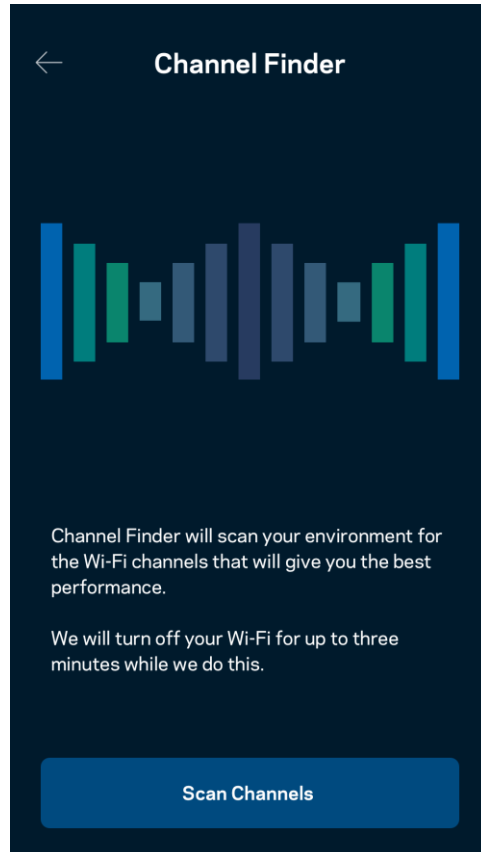 Channel Finder
Channel Finder will scan your environment for
the Wi-Fi channels that will give you the best
performance.
We will turn off your Wi-Fi for up to three
minutes while we do this.
Scan Channels